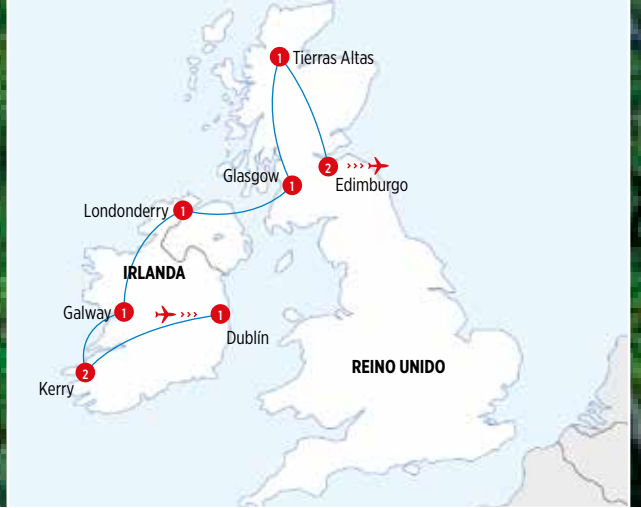 1 Tierras Altas
Glasgow 1
2 Edimburgo
Londonderry 1
IRLANDA
Galway 1
1 Dublín
REINO UNIDO
Kerry 2